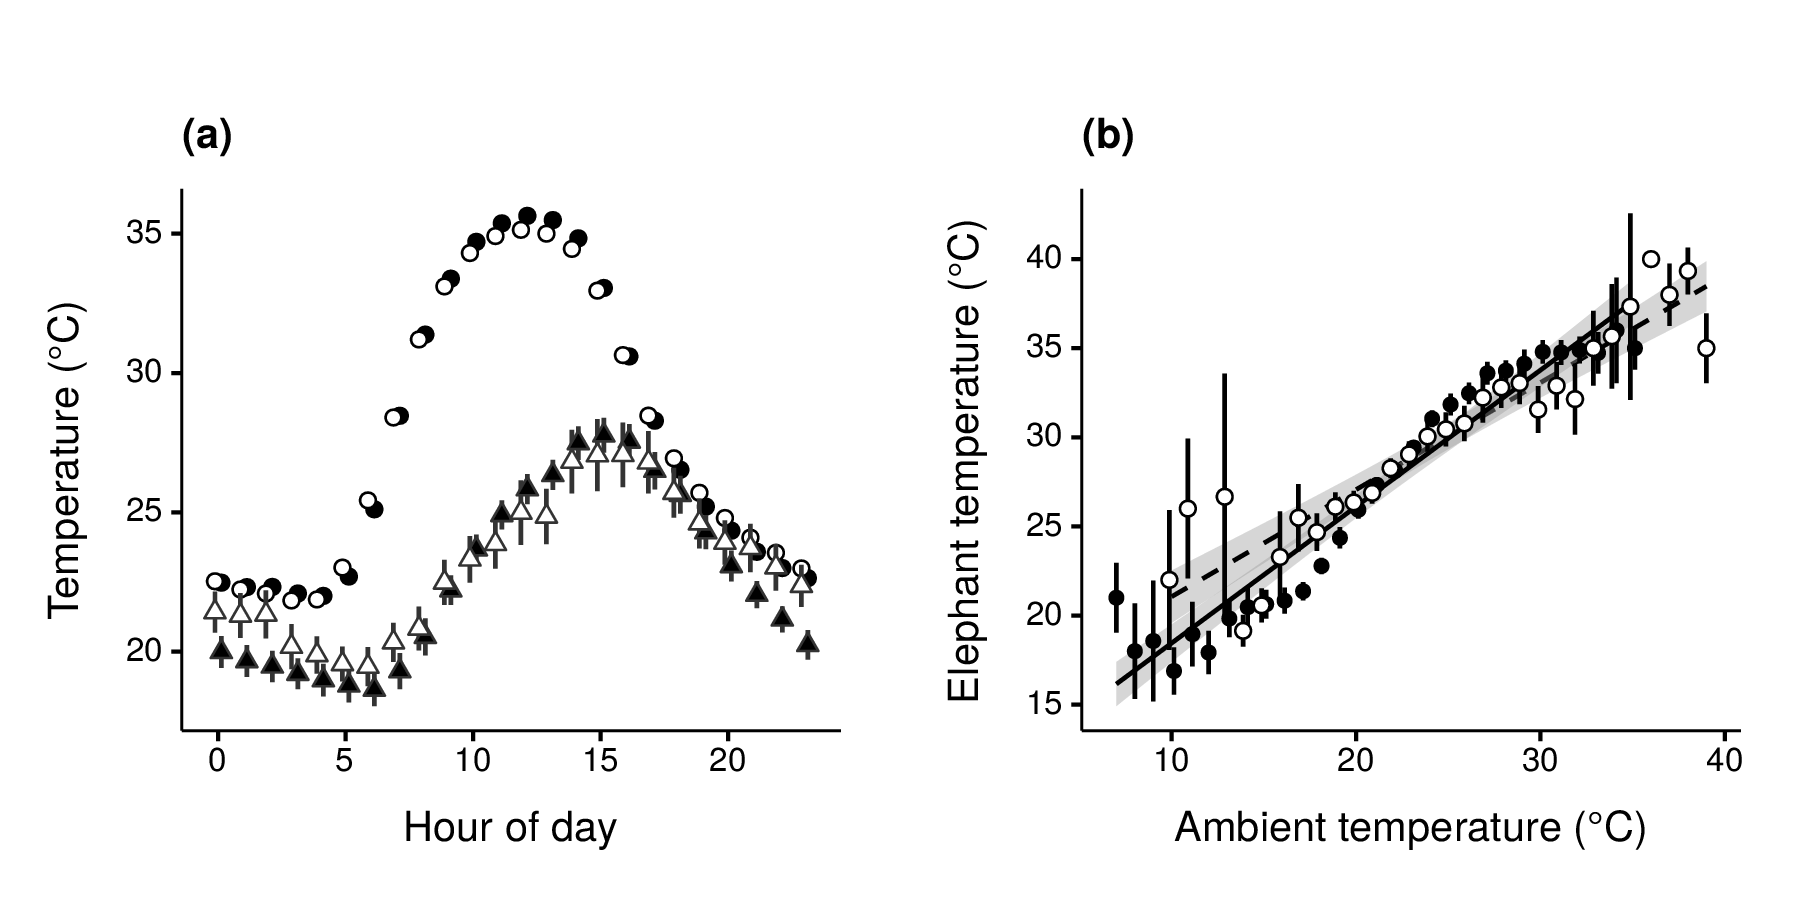 (a)
Temperature (°C)
35
30
25
20
0 5 10 15 20
Hour of day
(b)
Elephant temperature (°C)
40
35
30
25
20
15
10 20 30 40
Ambient temperature (°C)